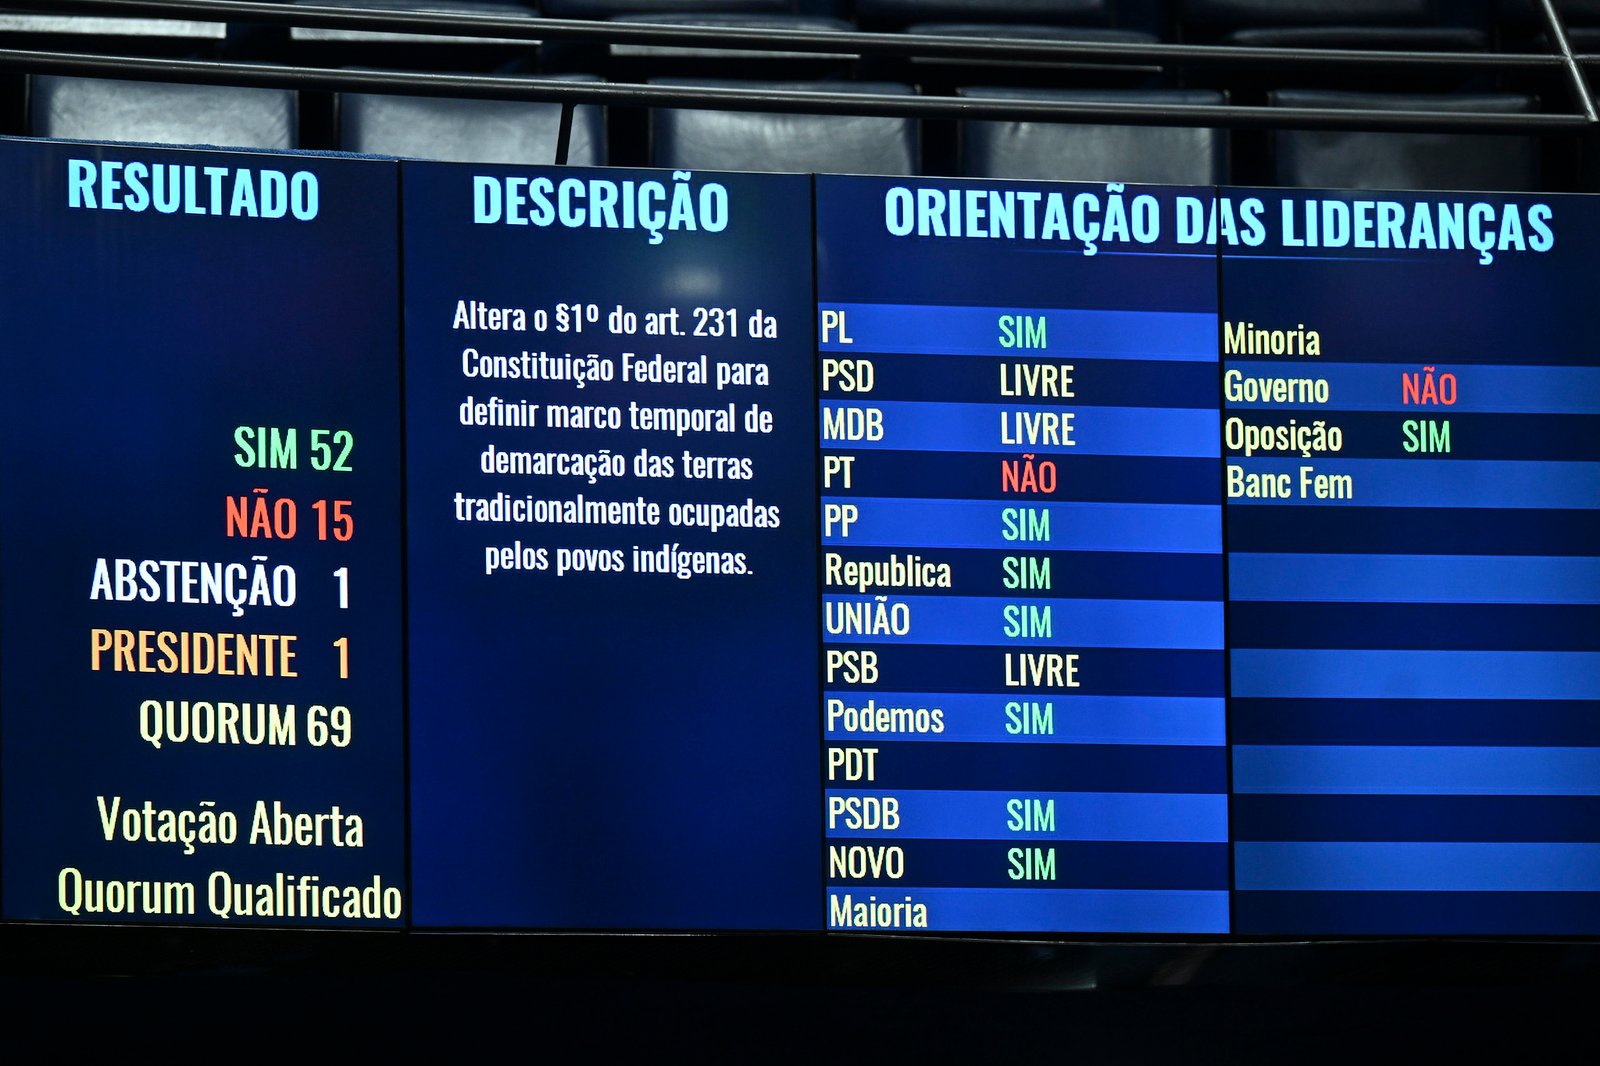 RESULTADO
SIM 52
NÃO 15
ABSTENÇÃO 1
PRESIDENTE 1
QUORUM 69
Votação Aberta
Quorum Qualificado
DESCRIÇÃO
Altera o §1º do art. 231 da
Constituição Federal para
definir marco temporal de
demarcação das terras
tradicionalmente ocupadas
pelos povos indígenas.
ORIENTAÇÃO DAS LIDERANÇAS
PL SIM
PSD LIVRE
MDB LIVRE
PT NÃO
PP SIM
Republica SIM
UNIÃO SIM
PSB LIVRE
Podemos SIM
PDT
PSDB SIM
NOVO SIM
Maioria
Minoria
Governo NÃO
Oposição SIM
Banc Fem